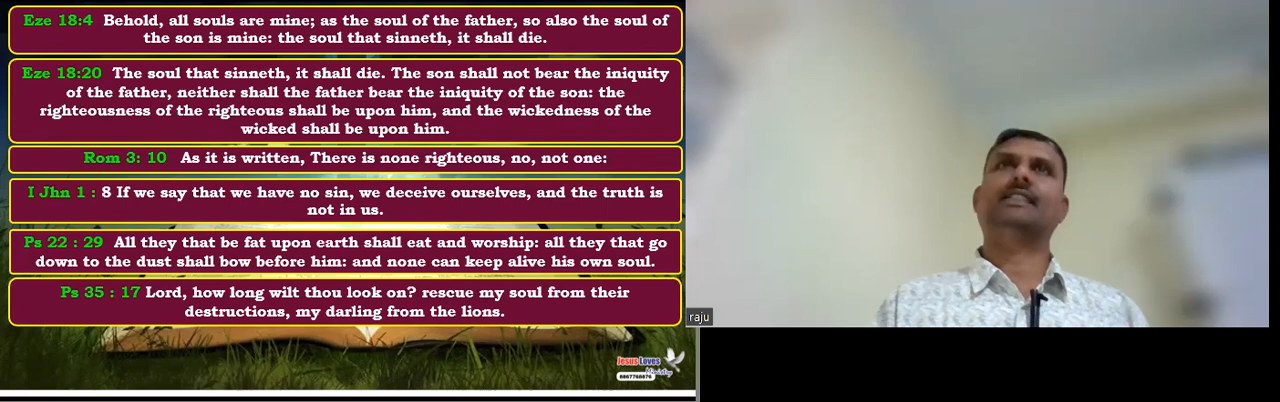 Eze 18:4 Behold, all souls are mine; as the soul of the father, so also the soul of
the son is mine: the soul that sinneth, it shall die.
Eze 18:20 The soul that sinneth, it shall die. The son shall not bear the iniquity
of the father, neither shall the father bear the iniquity of the son: the
righteousness of the righteous shall be upon him, and the wickedness of the
wicked shall be upon him.
Rom 3: 10 As it is written, There is none righteous, no, not one:
I Jhn 1 : 8 If we say that we have no sin, we deceive ourselves, and the truth is
not in us.
Ps 22 : 29 All they that be fat upon earth shall eat and worship: all they that go
down to the dust shall bow before him: and none can keep alive his own soul.
Ps 35 : 17 Lord, how long wilt thou look on? rescue my soul from their
destructions, my darling from the lions.
Jesus Loves
Ministry
raju